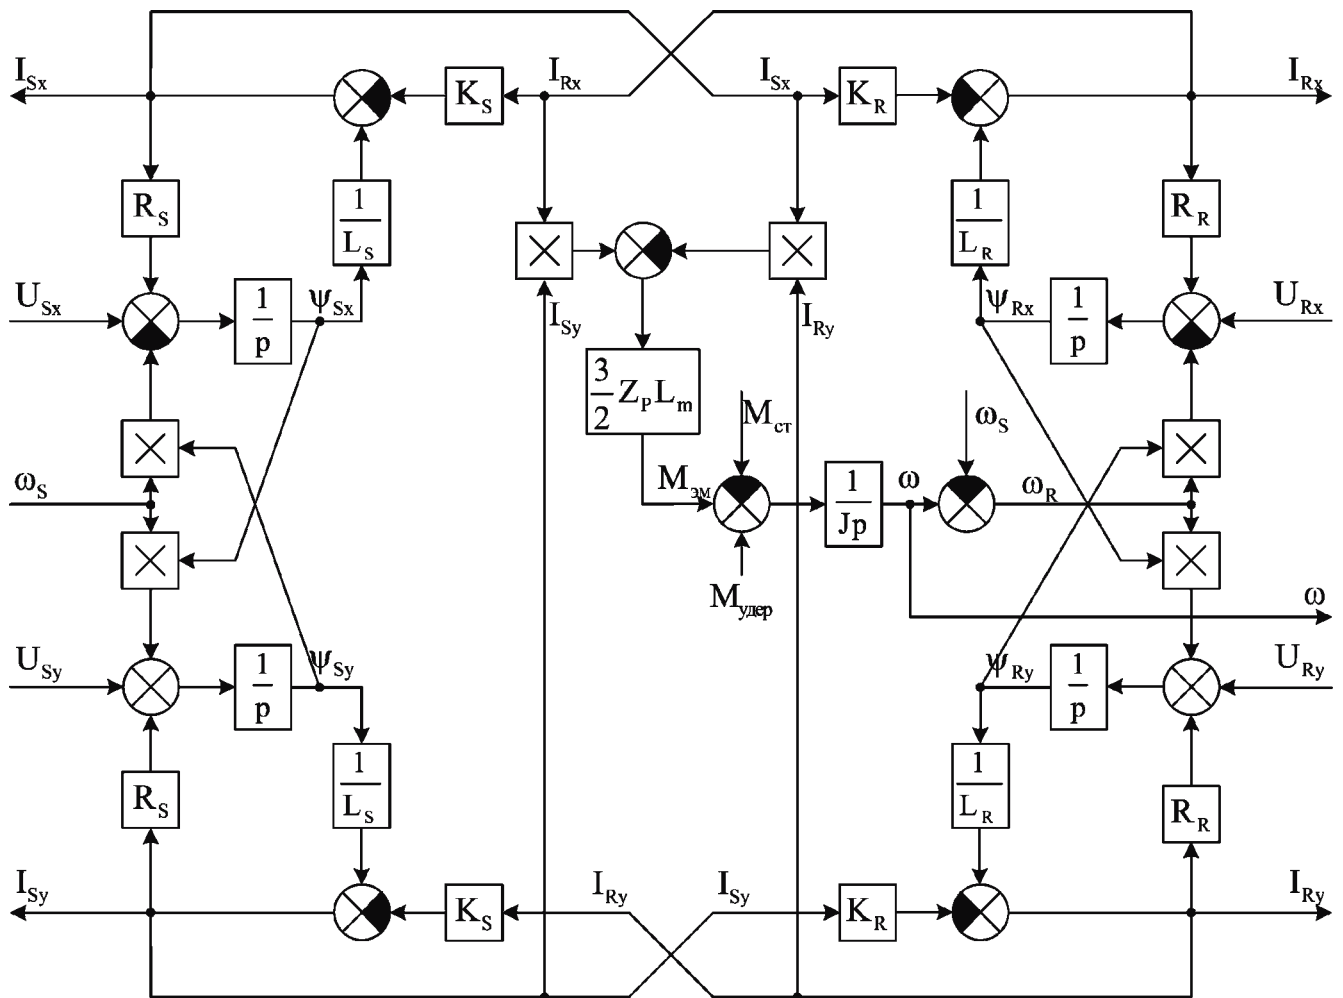 I_Sx K_S I_Rx I_Sx K_R I_Rx
R_S 1/L_S 1/L_R R_R
U_Sx 1/p ψ_Sx I_Sy I_Ry ψ_Rx 1/p U_Rx
3/2 Z_P L_m
M_ст ω_S
ω_S M_эм 1/Jp ω ω_R
M_удер ω
U_Sy 1/p ψ_Sy ψ_Ry 1/p U_Ry
R_S 1/L_S 1/L_R R_R
I_Sy K_S I_Ry I_Sy K_R I_Ry